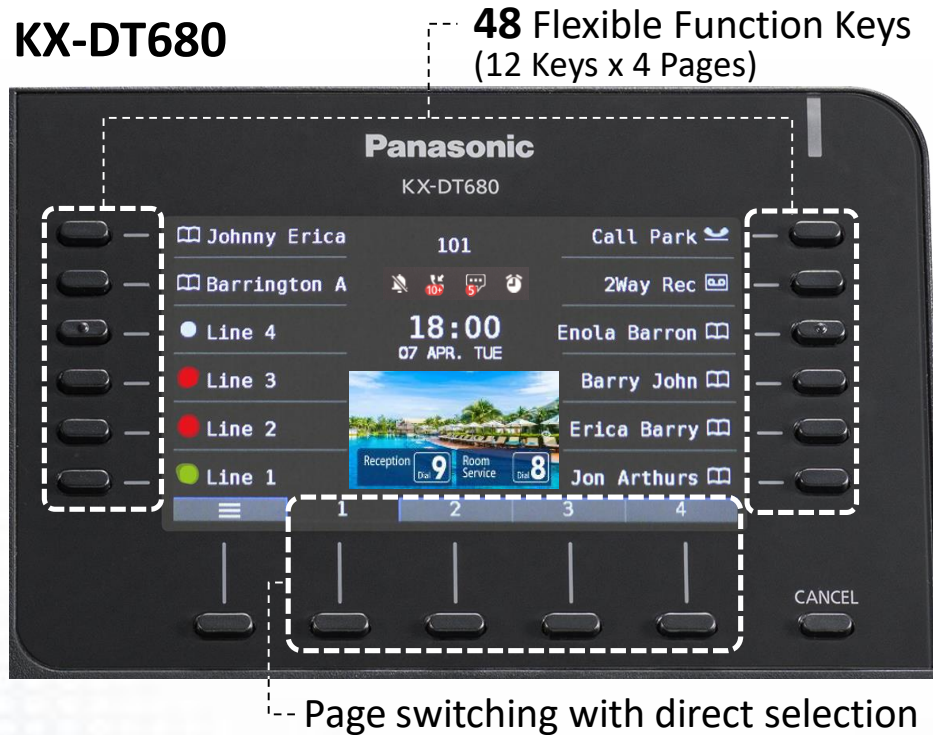 KX-DT680
48 Flexible Function Keys
(12 Keys x 4 Pages)
Panasonic
KX-DT680
Johnny Erica
101
Call Park
Barrington A
10+
5
2Way Rec
Line 4
18:00
Enola Barron
07 APR. TUE
Line 3
Barry John
Line 2
Erica Barry
Reception Dial 9
Room Service Dial 8
Line 1
Jon Arthurs
1
2
3
4
CANCEL
Page switching with direct selection